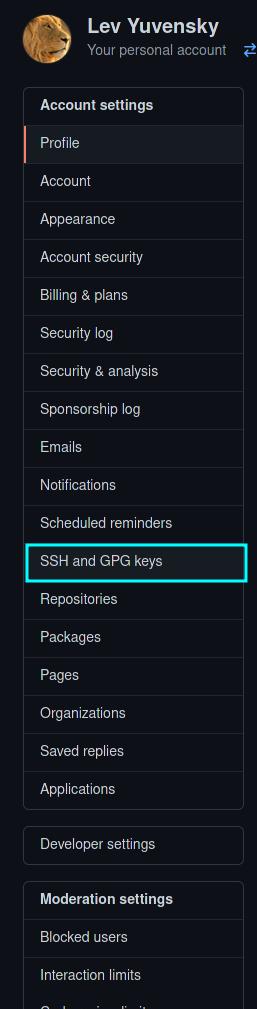 Lev Yuvensky
Your personal account
Account settings
Profile
Account
Appearance
Account security
Billing & plans
Security log
Security & analysis
Sponsorship log
Emails
Notifications
Scheduled reminders
SSH and GPG keys
Repositories
Packages
Pages
Organizations
Saved replies
Applications
Developer settings
Moderation settings
Blocked users
Interaction limits